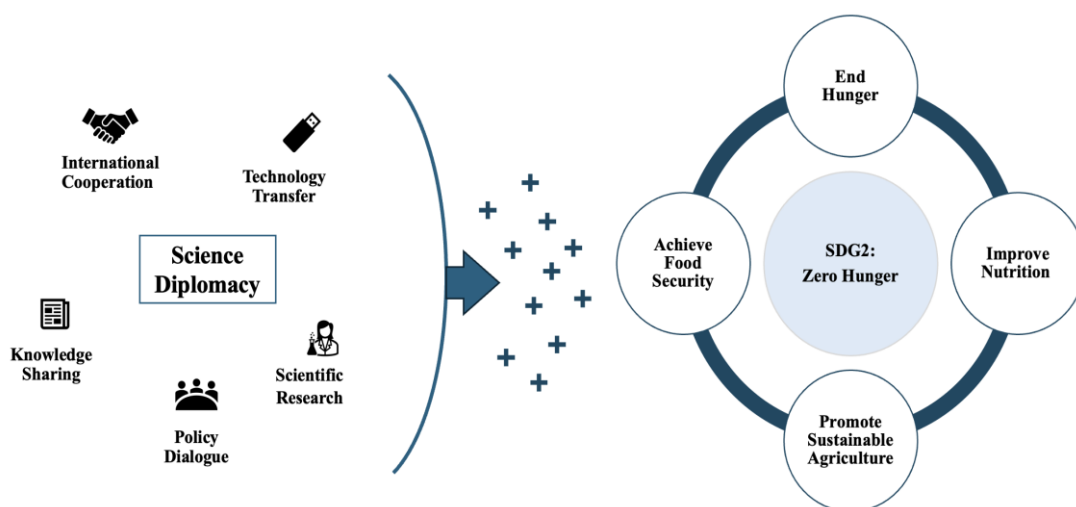 International
Cooperation
Technology
Transfer
Science
Diplomacy
Knowledge
Sharing
Scientific
Research
Policy
Dialogue
End
Hunger
Achieve
Food
Security
SDG2:
Zero Hunger
Improve
Nutrition
Promote
Sustainable
Agriculture